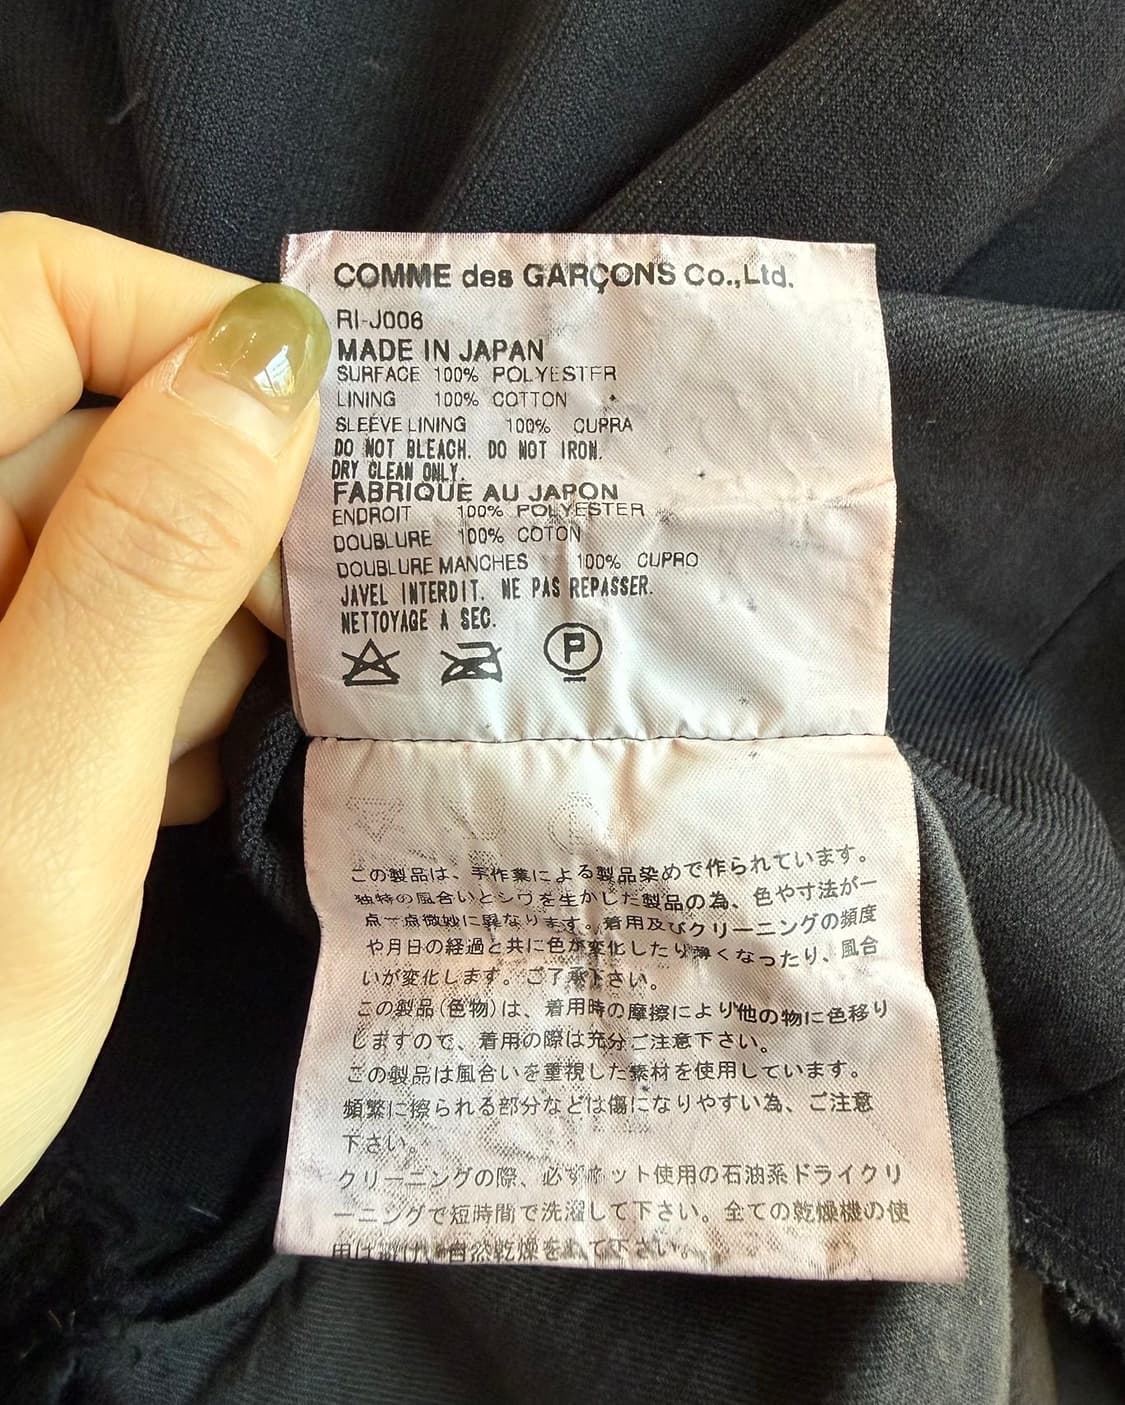 COMME des GARÇONS Co.,Ltd.
RI-J006
MADE IN JAPAN
SURFACE 100% POLYESTER
LINING 100% COTTON
SLEEVE LINING 100% CUPRA
DO NOT BLEACH. DO NOT IRON.
DRY CLEAN ONLY.
FABRIQUE AU JAPON
ENDROIT 100% POLYESTER
DOUBLURE 100% COTON
DOUBLURE MANCHES 100% CUPRO
JAVEL INTERDIT. NE PAS REPASSER.
NETTOYAGE A SEC.
P
この製品は、手作業による製品染めで作られています。
独特の風合いとシワを生かした製品の為、色や寸法が一
点一点微妙に異なります。着用及びクリーニングの頻度
や月日の経過と共に色が変化したり薄くなったり、風合
いが変化します。ご了承下さい。
この製品(色物)は、着用時の摩擦により他の物に色移り
しますので、着用の際は充分ご注意下さい。
この製品は風合いを重視した素材を使用しています。
頻繁に擦られる部分などは傷になりやすい為、ご注意
下さい。
クリーニングの際、必ずネット使用の石油系ドライクリ
ーニングで短時間で洗濯して下さい。全ての乾燥機の使
用は避け、自然乾燥をして下さい。